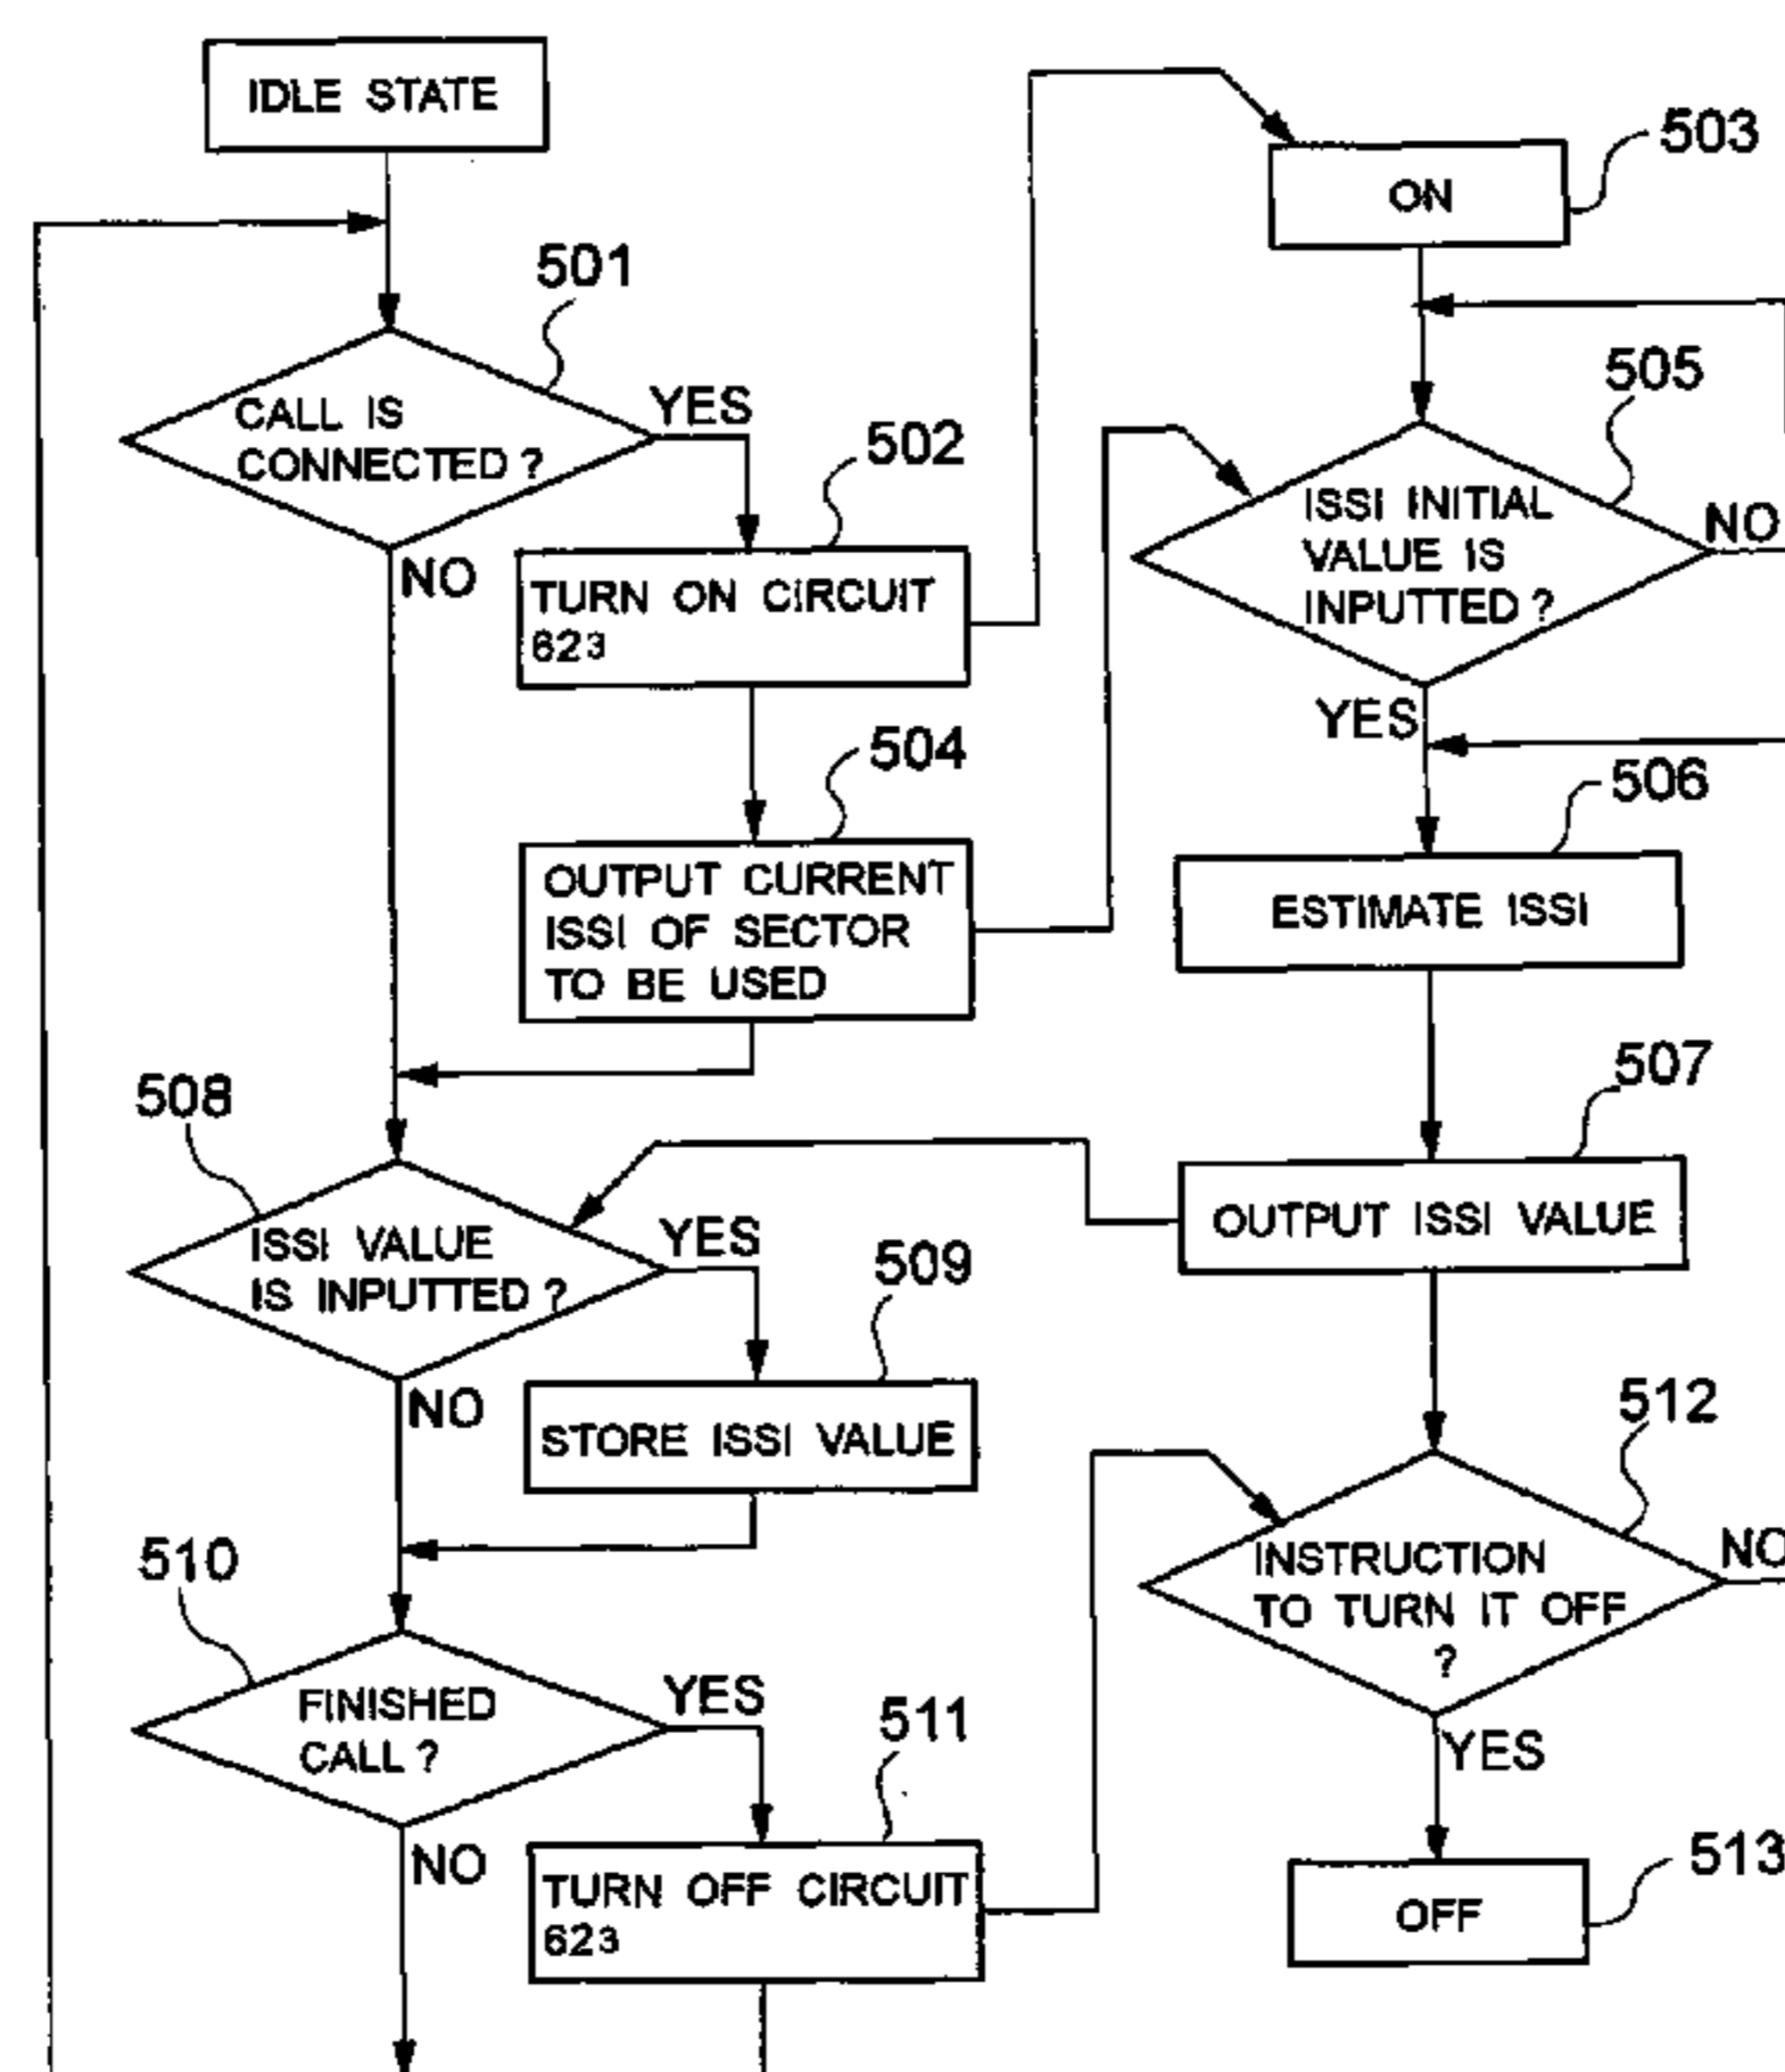 IDLE STATE
501
CALL IS
CONNECTED ?
YES
NO
502
TURN ON CIRCUIT
623
504
OUTPUT CURRENT
ISSI OF SECTOR
TO BE USED
508
ISSI VALUE
IS INPUTTED ?
YES
NO
509
STORE ISSI VALUE
510
FINISHED
CALL ?
YES
NO
511
TURN OFF CIRCUIT
623
503
ON
505
ISSI INITIAL
VALUE IS
INPUTTED ?
NO
YES
506
ESTIMATE ISSI
507
OUTPUT ISSI VALUE
512
INSTRUCTION
TO TURN IT OFF
?
NO
YES
513
OFF